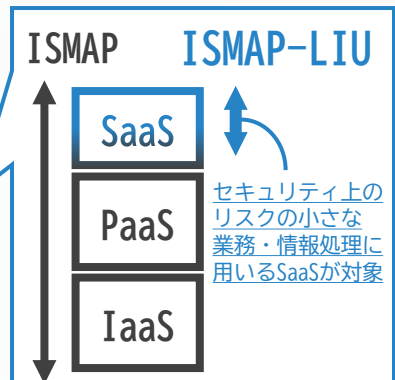 ISMAP ISMAP-LIU
SaaS
PaaS
IaaS
セキュリティ上の
リスクの小さな
業務・情報処理に
用いるSaaSが対象